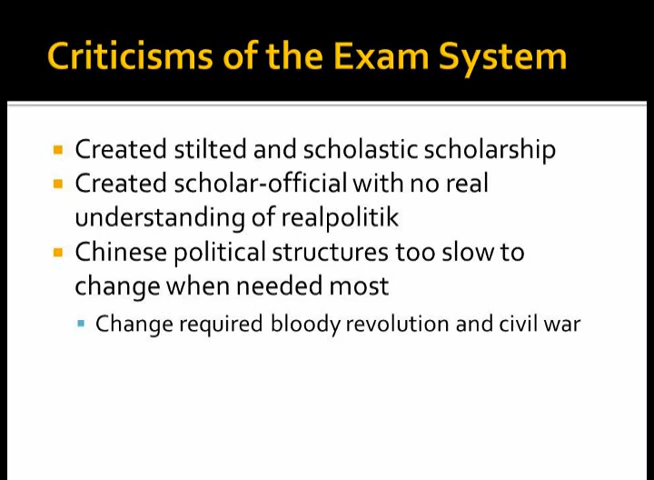 Criticisms of the Exam System
Created stilted and scholastic scholarship
Created scholar-official with no real
understanding of realpolitik
Chinese political structures too slow to
change when needed most
Change required bloody revolution and civil war